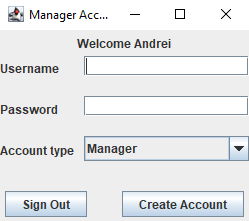 Manager Acc...
Welcome Andrei
Username
Password
Account type Manager
Sign Out Create Account